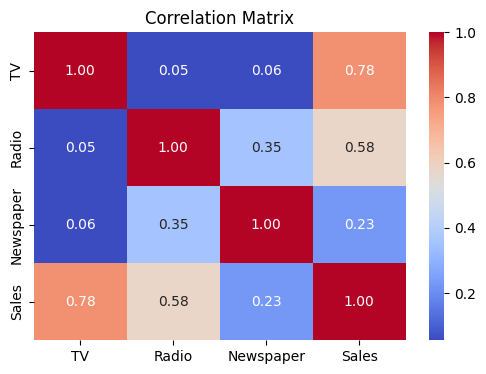 Correlation Matrix
TV 1.00 0.05 0.06 0.78
Radio 0.05 1.00 0.35 0.58
Newspaper 0.06 0.35 1.00 0.23
Sales 0.78 0.58 0.23 1.00
TV Radio Newspaper Sales
1.0
0.8
0.6
0.4
0.2